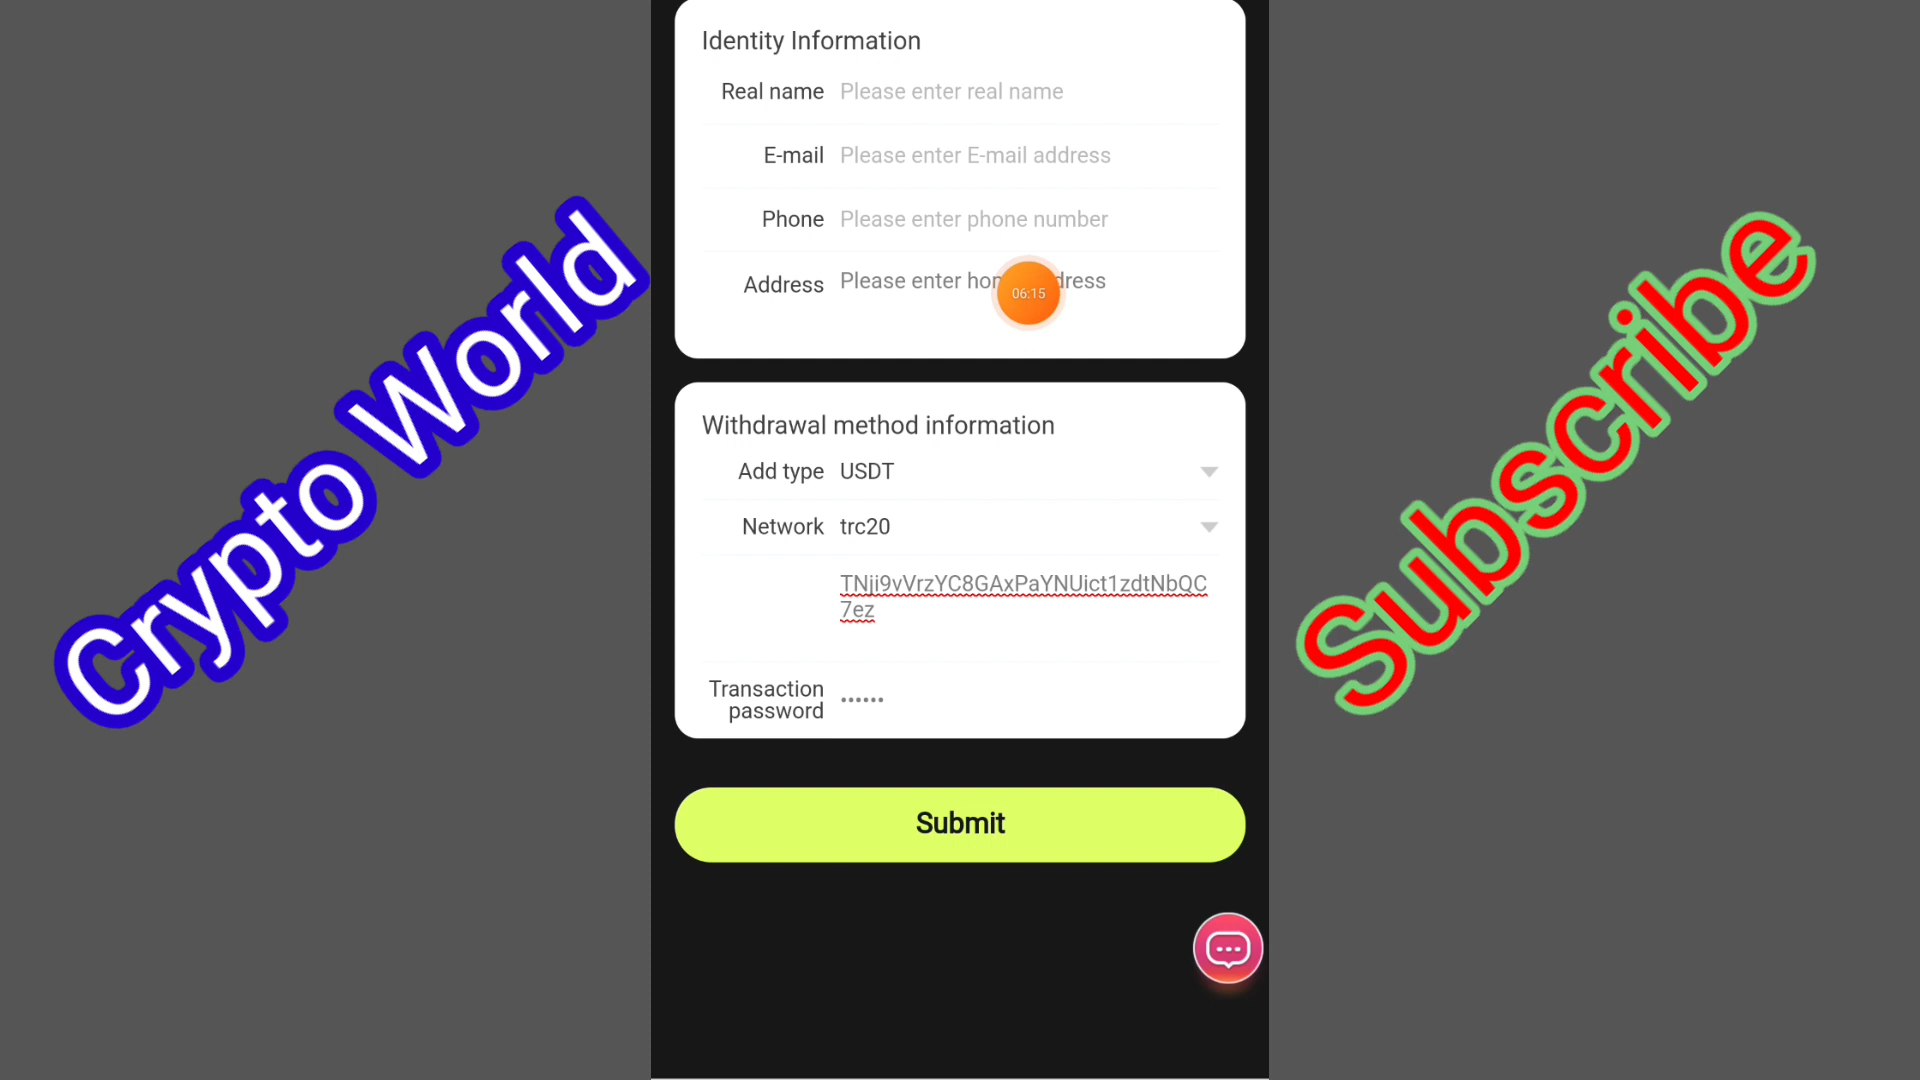 Identity Information
Real name Please enter real name
E-mail Please enter E-mail address
Phone Please enter phone number
Address Please enter dress
06:15
Withdrawal method information
Add type USDT
Network trc20
TNji9vVrzYC8GAxPaYNUict1zdtNbQC
7ez
Transaction
password ••••••
Submit
Crypto World
Subscribe